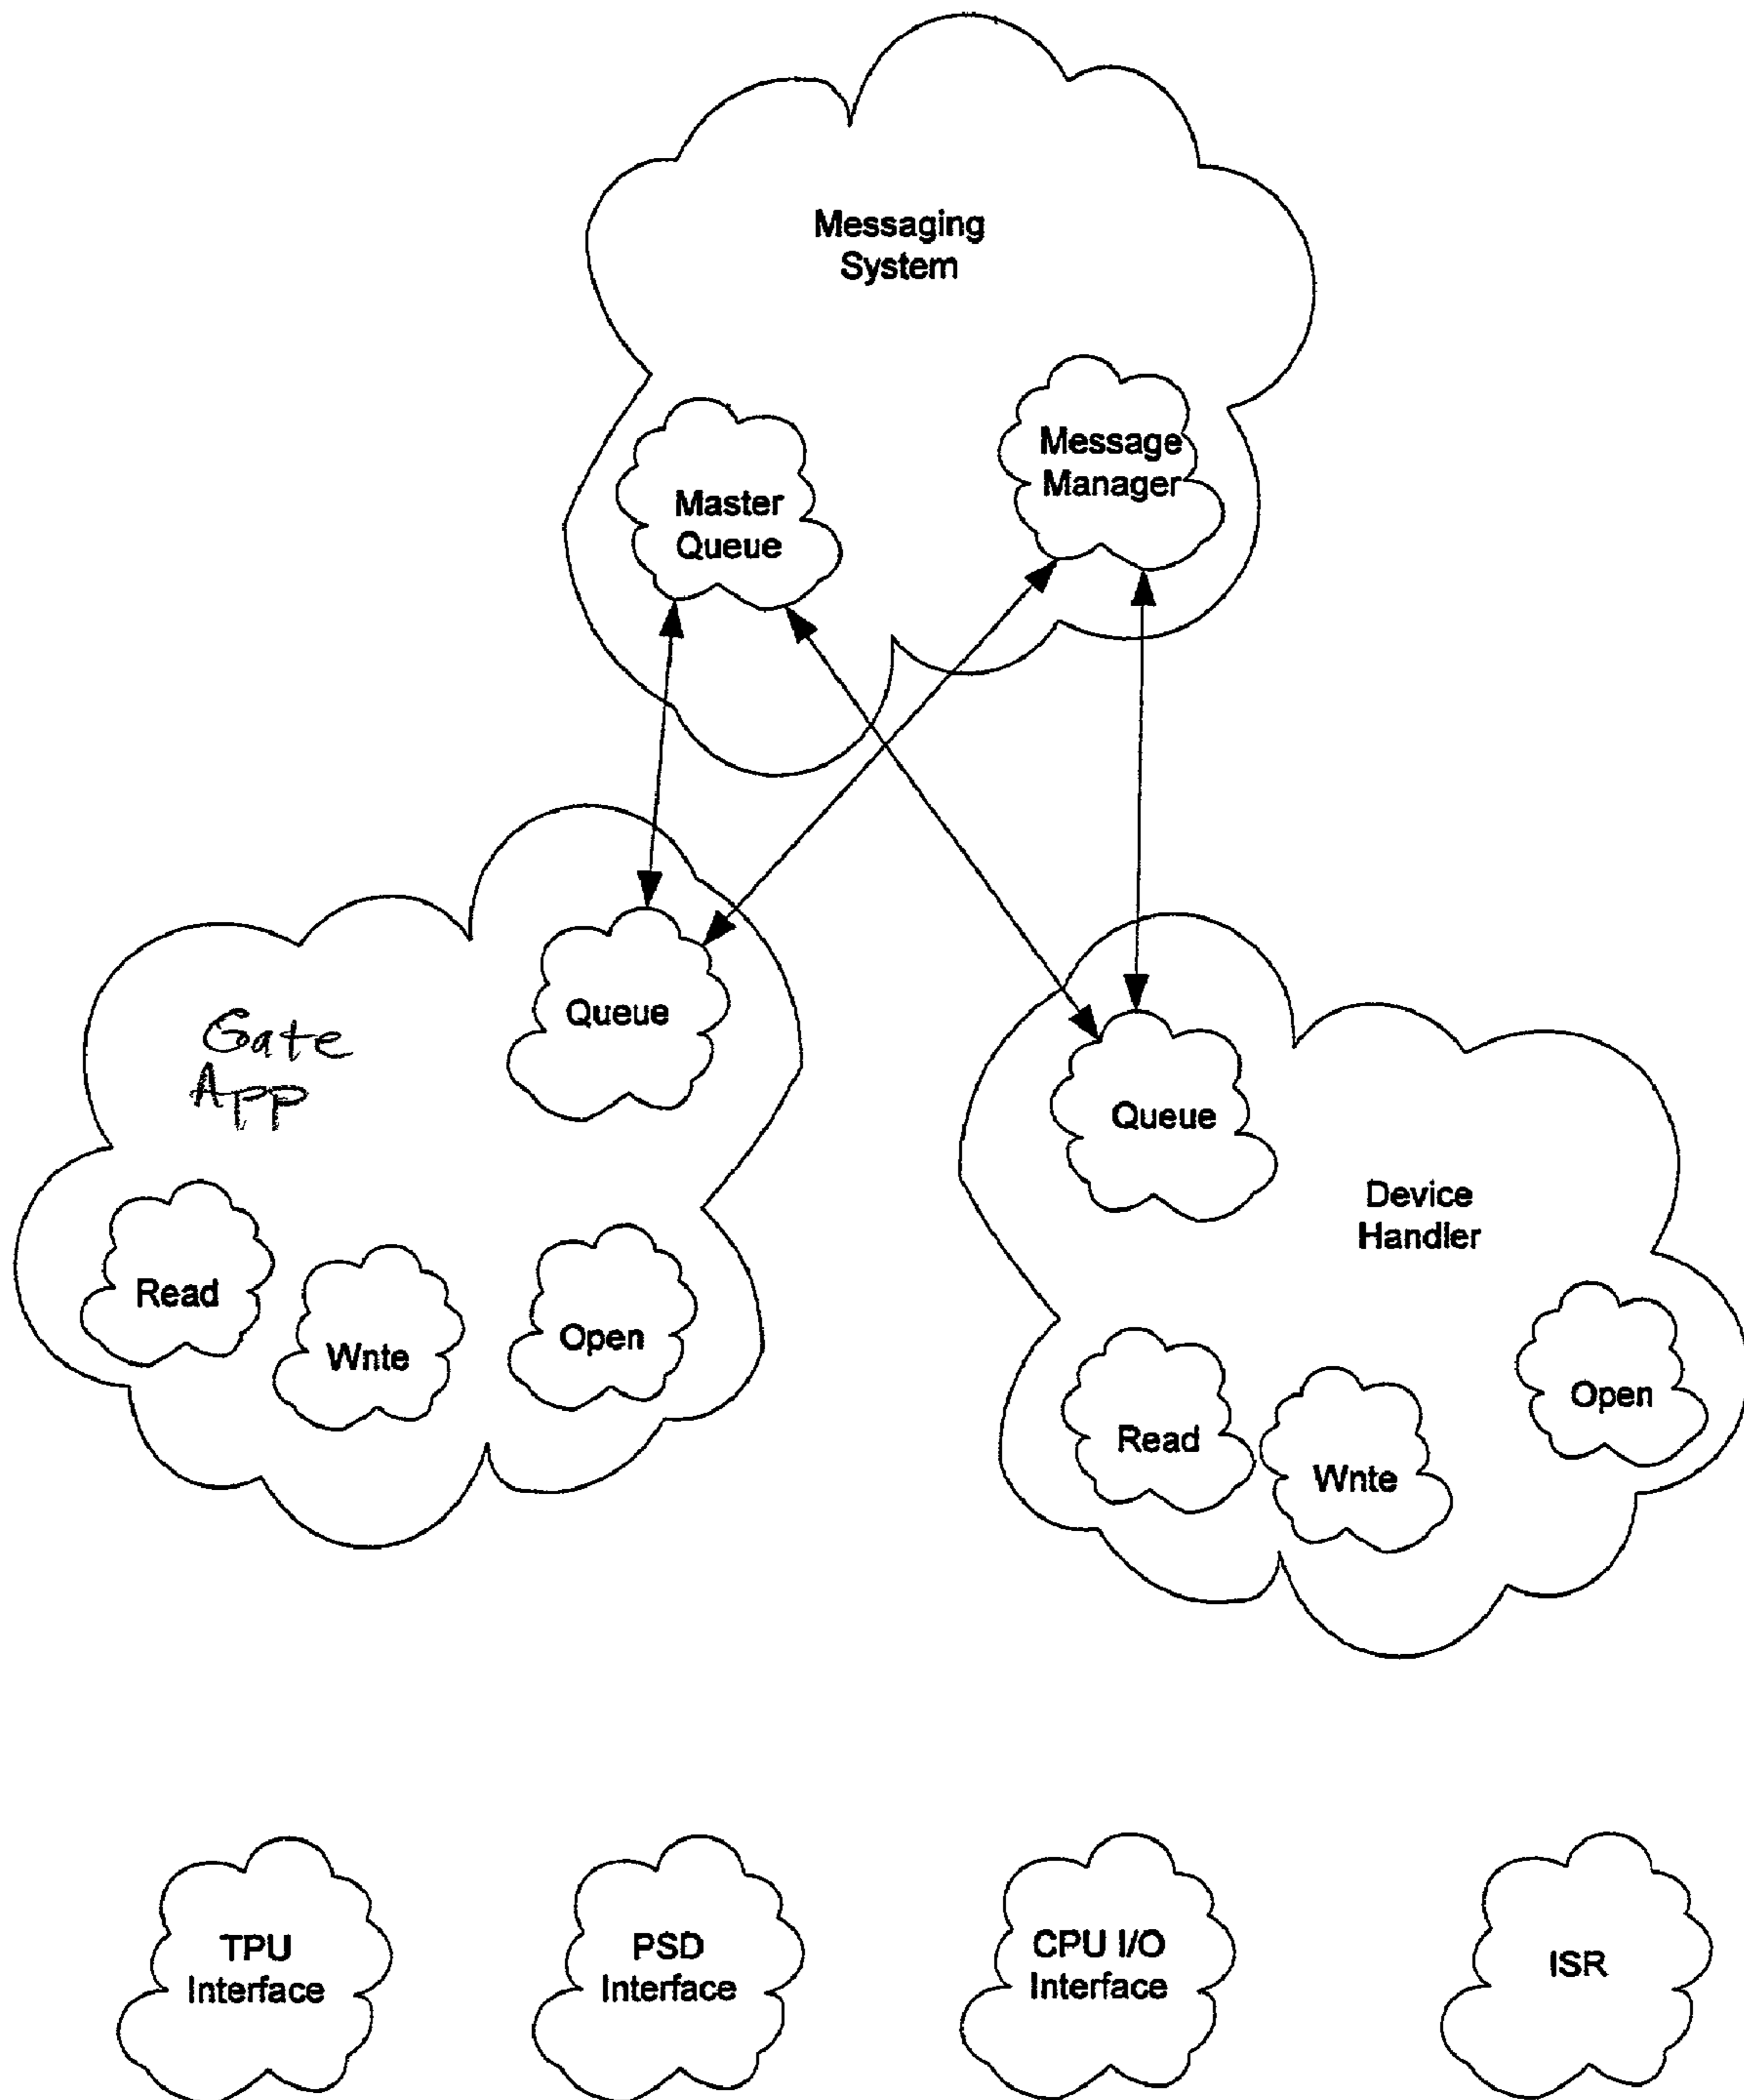 Messaging
System
Message
Manager
Master
Queue
Queue
Gate
App
Queue
Device
Handler
Read
Wnte
Open
Open
Read
Wnte
TPU
Interface
PSD
Interface
CPU I/O
Interface
ISR